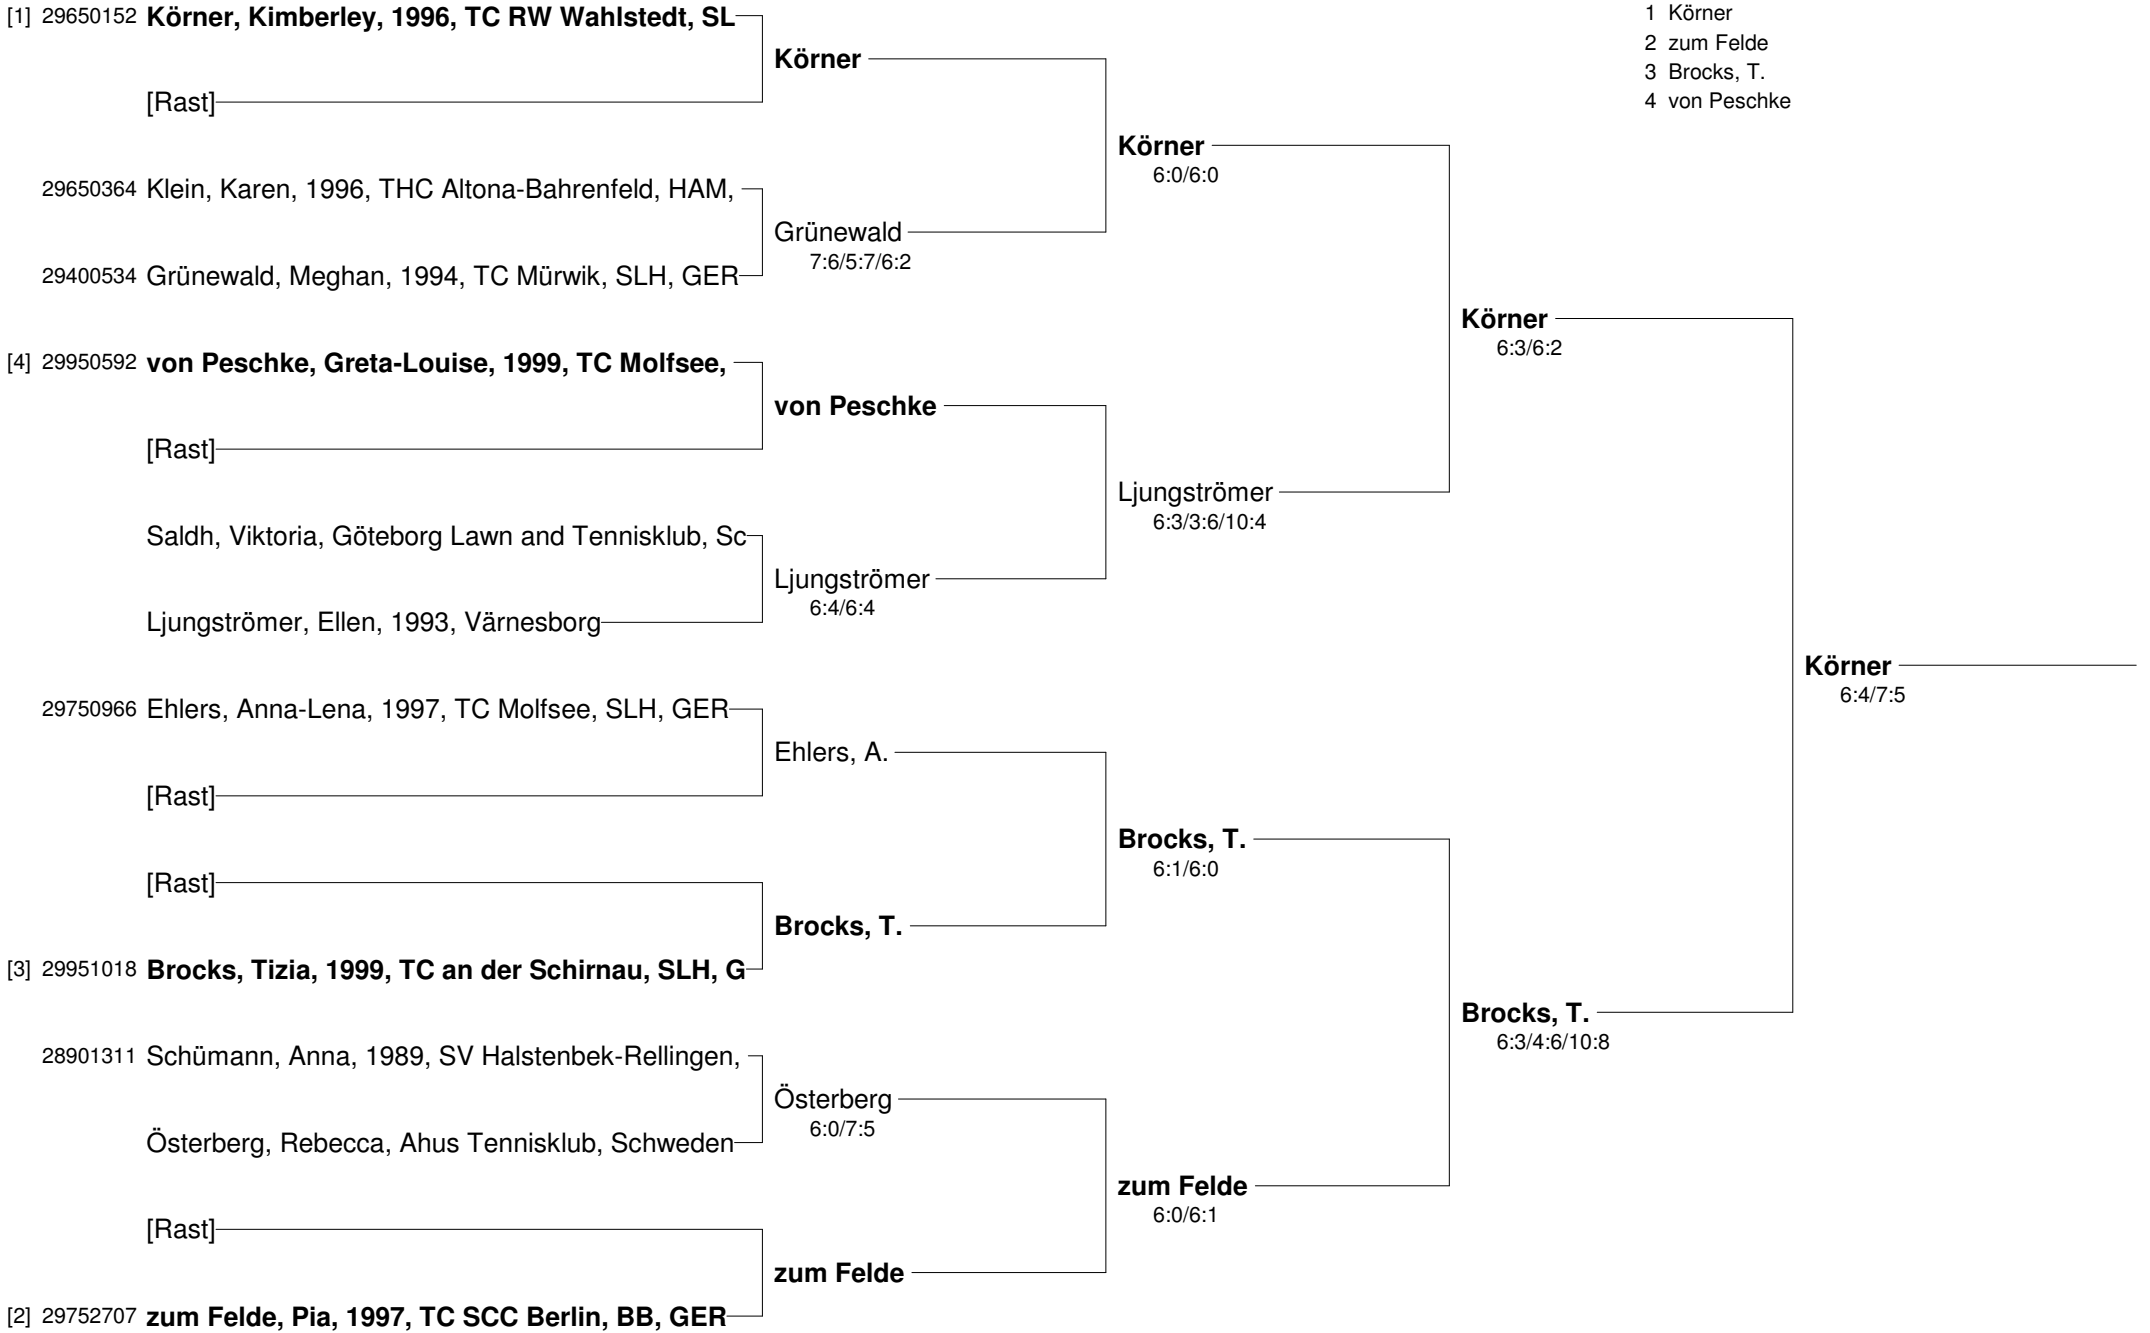 [1] 29650152 Körner, Kimberley, 1996, TC RW Wahlstedt, SL
[Rast]
29650364 Klein, Karen, 1996, THC Altona-Bahrenfeld, HAM,
29400534 Grünewald, Meghan, 1994, TC Mürwik, SLH, GER
[4] 29950592 von Peschke, Greta-Louise, 1999, TC Molfsee,
[Rast]
Saldh, Viktoria, Göteborg Lawn and Tennisklub, Sc
Ljungströmer, Ellen, 1993, Värnesborg
29750966 Ehlers, Anna-Lena, 1997, TC Molfsee, SLH, GER
[Rast]
[Rast]
[3] 29951018 Brocks, Tizia, 1999, TC an der Schirnau, SLH, G
28901311 Schümann, Anna, 1989, SV Halstenbek-Rellingen,
Österberg, Rebecca, Ahus Tennisklub, Schweden
[Rast]
[2] 29752707 zum Felde, Pia, 1997, TC SCC Berlin, BB, GER
Körner
Grünewald
7:6/5:7/6:2
von Peschke
Ljungströmer
6:4/6:4
Ehlers, A.
Brocks, T.
Österberg
6:0/7:5
zum Felde
Körner
6:0/6:0
Ljungströmer
6:3/3:6/10:4
Brocks, T.
6:1/6:0
zum Felde
6:0/6:1
Körner
6:3/6:2
Brocks, T.
6:3/4:6/10:8
Körner
6:4/7:5
1 Körner
2 zum Felde
3 Brocks, T.
4 von Peschke